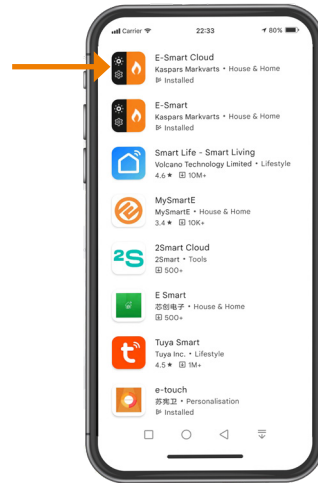 Carrier 22:33 80%
E-Smart Cloud
Kaspars Markvarts • House & Home
Installed
E-Smart
Kaspars Markvarts • House & Home
Installed
Smart Life - Smart Living
Volcano Technology Limited • Lifestyle
4.6 ★ 10M+
MySmartE
MySmartE • House & Home
3.4 ★ 10K+
2S
2Smart Cloud
2Smart • Tools
500+
E Smart
芯创电子 • House & Home
500+
t
Tuya Smart
Tuya Inc. • Lifestyle
4.5 ★ 1M+
e-touch
苏宪卫 • Personalisation
Installed